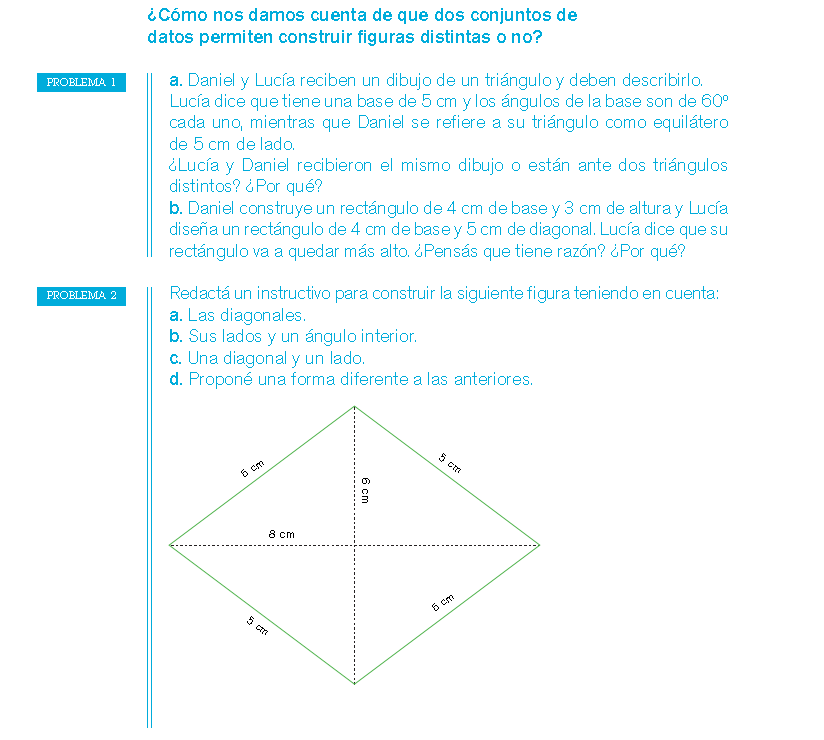 ¿Cómo nos damos cuenta de que dos conjuntos de
datos permiten construir figuras distintas o no?
PROBLEMA 1
a. Daniel y Lucía reciben un dibujo de un triángulo y deben describirlo.
Lucía dice que tiene una base de 5 cm y los ángulos de la base son de 60º
cada uno, mientras que Daniel se refiere a su triángulo como equilátero
de 5 cm de lado.
¿Lucía y Daniel recibieron el mismo dibujo o están ante dos triángulos
distintos? ¿Por qué?
b. Daniel construye un rectángulo de 4 cm de base y 3 cm de altura y Lucía
diseña un rectángulo de 4 cm de base y 5 cm de diagonal. Lucía dice que su
rectángulo va a quedar más alto. ¿Pensás que tiene razón? ¿Por qué?
PROBLEMA 2
Redactá un instructivo para construir la siguiente figura teniendo en cuenta:
a. Las diagonales.
b. Sus lados y un ángulo interior.
c. Una diagonal y un lado.
d. Proponé una forma diferente a las anteriores.
5 cm
5 cm
6 cm
8 cm
5 cm
5 cm